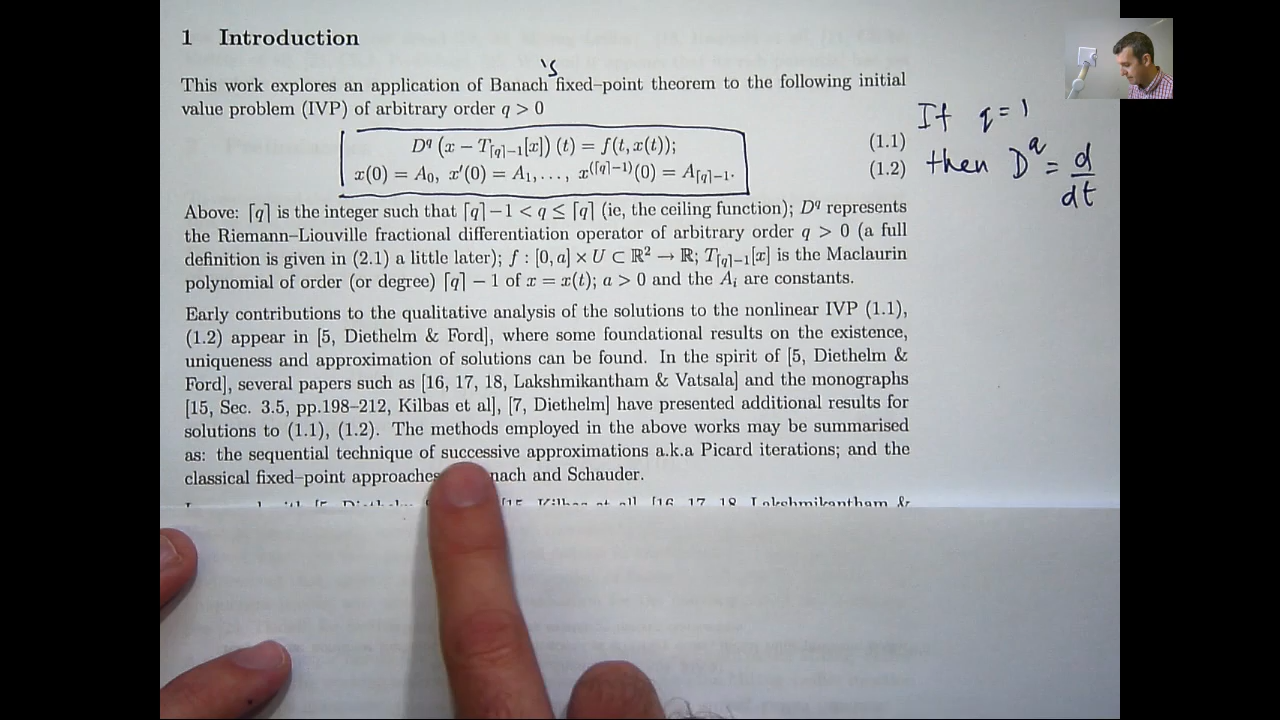 1 Introduction
's
This work explores an application of Banach fixed–point theorem to the following initial
value problem (IVP) of arbitrary order q > 0
D^q (x − T_{⌈q⌉−1}[x]) (t) = f(t, x(t)); (1.1)
x(0) = A_0, x′(0) = A_1, . . . , x^{(⌈q⌉−1)}(0) = A_{⌈q⌉−1}. (1.2)
If q = 1
then D^q = d/dt
Above: ⌈q⌉ is the integer such that ⌈q⌉ − 1 < q ≤ ⌈q⌉ (ie, the ceiling function); D^q represents
the Riemann–Liouville fractional differentiation operator of arbitrary order q > 0 (a full
definition is given in (2.1) a little later); f : [0, a] × U ⊂ ℝ² → ℝ; T_{⌈q⌉−1}[x] is the Maclaurin
polynomial of order (or degree) ⌈q⌉ − 1 of x = x(t); a > 0 and the A_i are constants.
Early contributions to the qualitative analysis of the solutions to the nonlinear IVP (1.1),
(1.2) appear in [5, Diethelm & Ford], where some foundational results on the existence,
uniqueness and approximation of solutions can be found. In the spirit of [5, Diethelm &
Ford], several papers such as [16, 17, 18, Lakshmikantham & Vatsala] and the monographs
[15, Sec. 3.5, pp.198–212, Kilbas et al], [7, Diethelm] have presented additional results for
solutions to (1.1), (1.2). The methods employed in the above works may be summarised
as: the sequential technique of successive approximations a.k.a Picard iterations; and the
classical fixed–point approaches nach and Schauder.